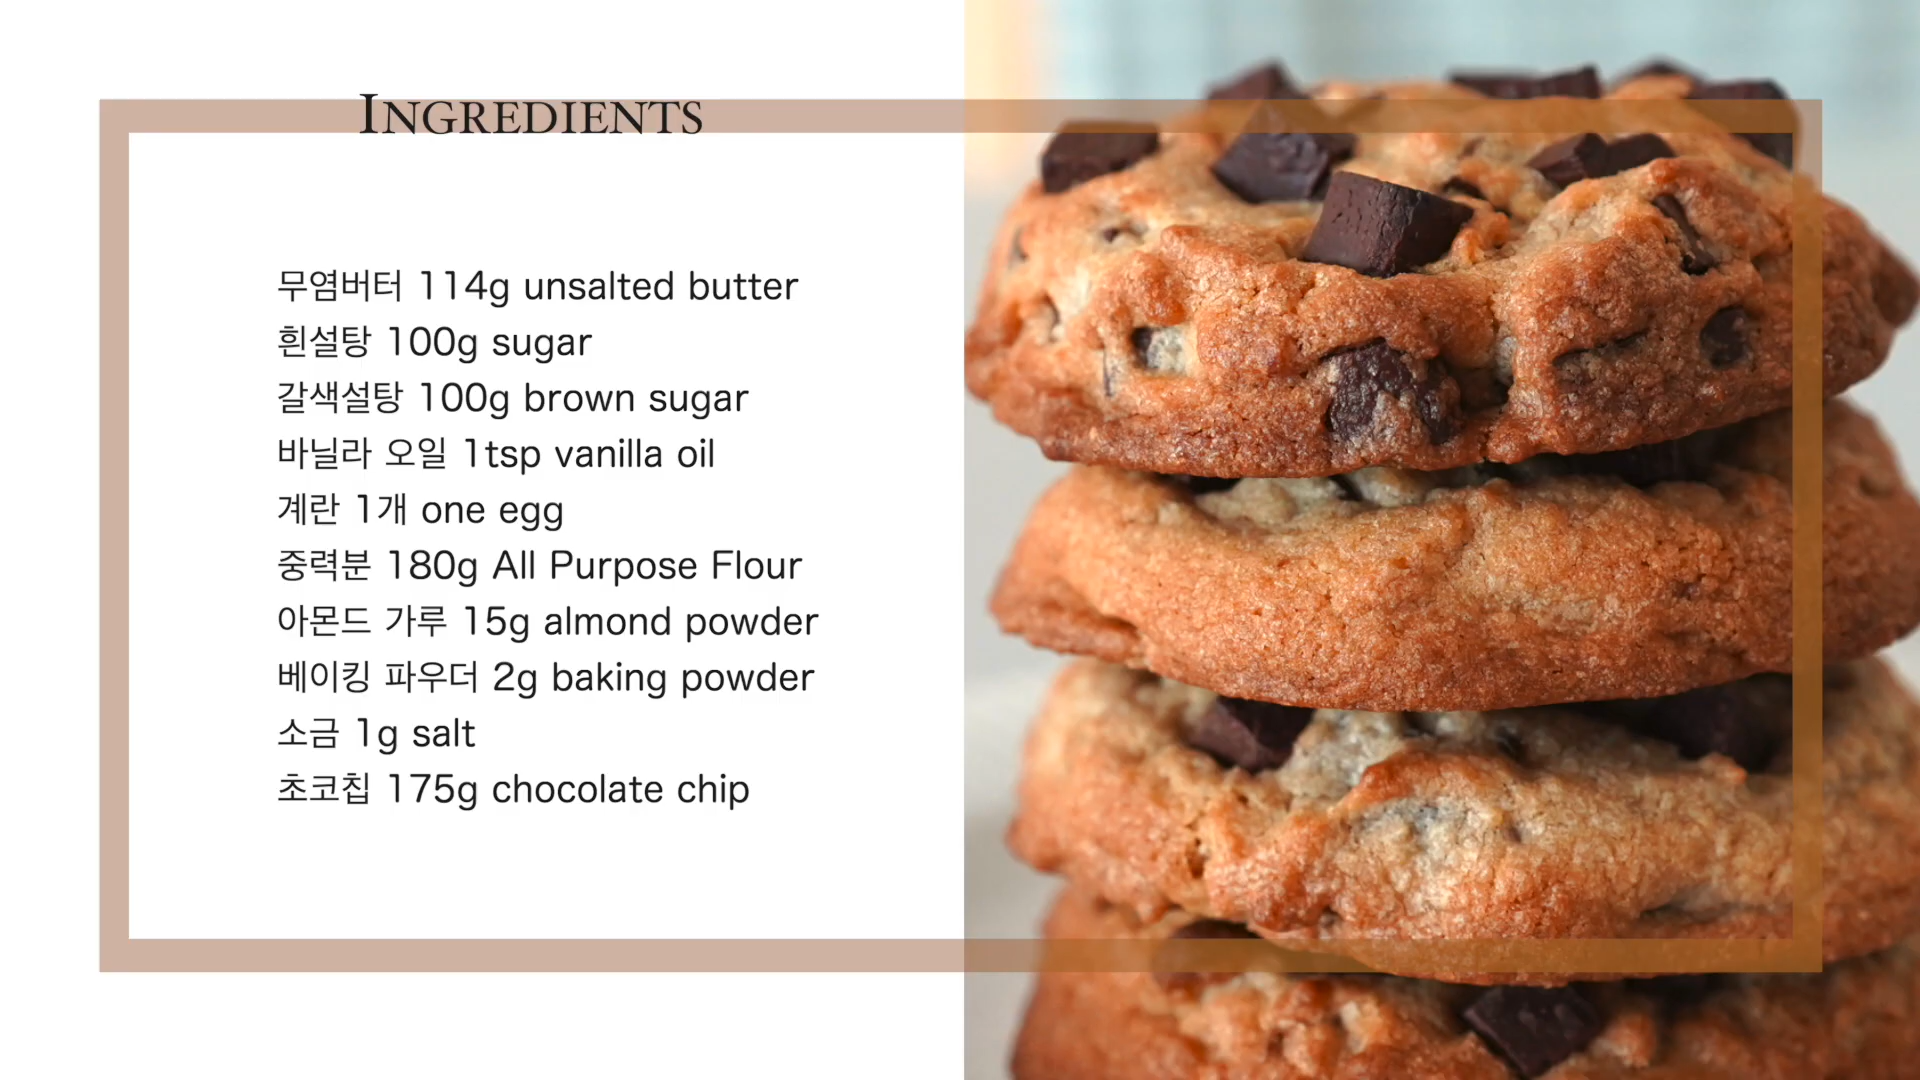 INGREDIENTS
무염버터 114g unsalted butter
흰설탕 100g sugar
갈색설탕 100g brown sugar
바닐라 오일 1tsp vanilla oil
계란 1개 one egg
중력분 180g All Purpose Flour
아몬드 가루 15g almond powder
베이킹 파우더 2g baking powder
소금 1g salt
초코칩 175g chocolate chip